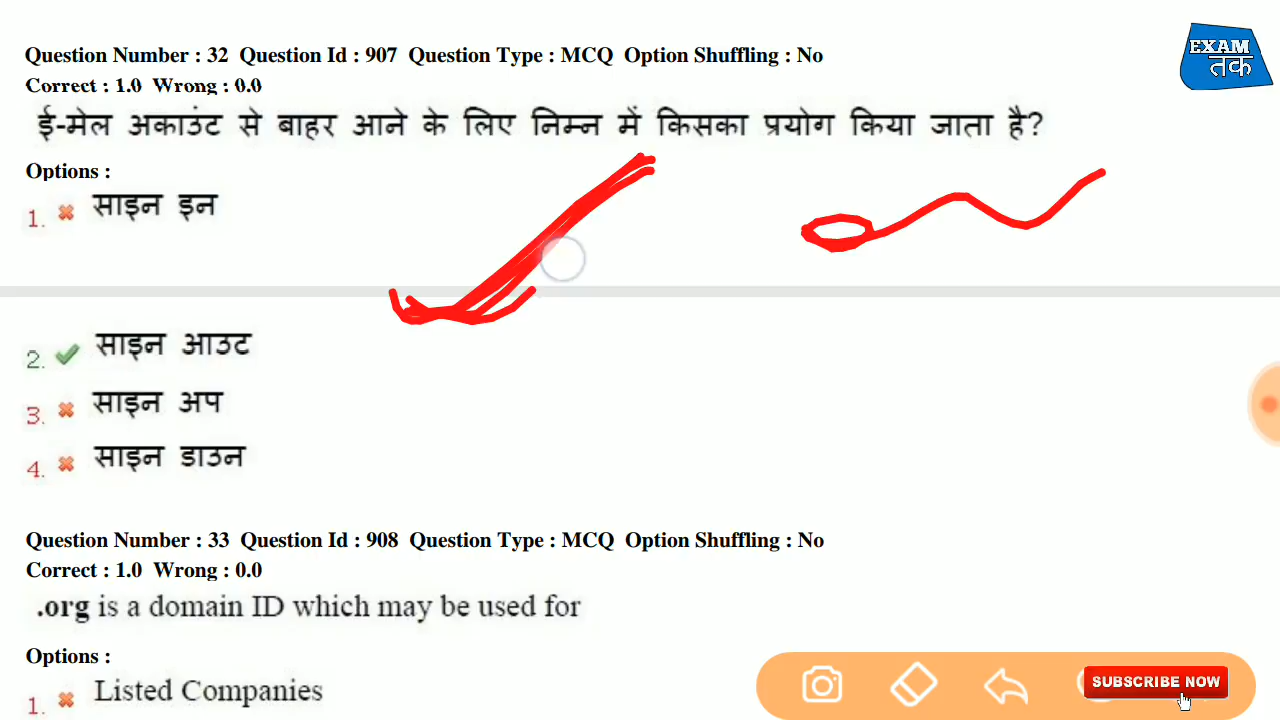 EXAM
तक
Question Number : 32 Question Id : 907 Question Type : MCQ Option Shuffling : No
Correct : 1.0 Wrong : 0.0
ई-मेल अकाउंट से बाहर आने के लिए निम्न में किसका प्रयोग किया जाता है?
Options :
1. साइन इन
2. साइन आउट
3. साइन अप
4. साइन डाउन
Question Number : 33 Question Id : 908 Question Type : MCQ Option Shuffling : No
Correct : 1.0 Wrong : 0.0
.org is a domain ID which may be used for
Options :
1. Listed Companies
SUBSCRIBE NOW